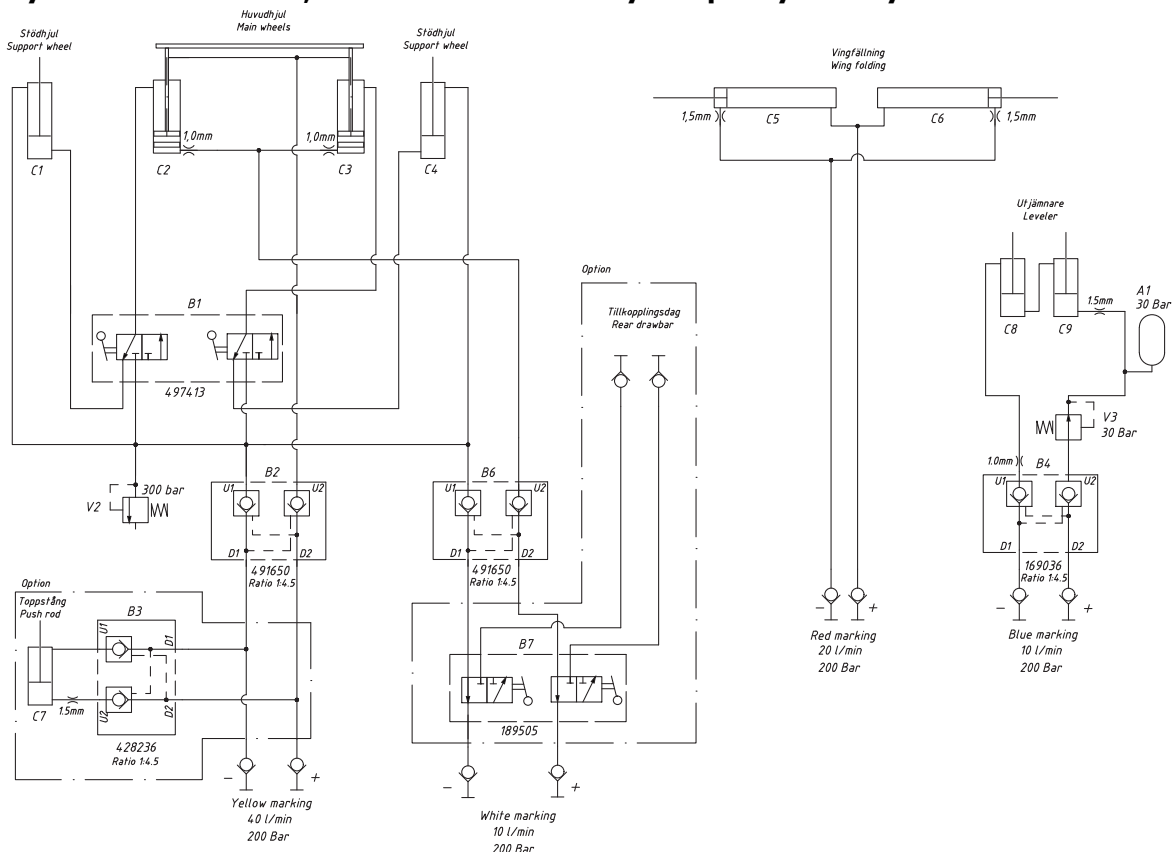 Huvudhjul
Main wheels
Stödhjul
Support wheel
Stödhjul
Support wheel
1,0mm
1,0mm
C1
C2
C3
C4
B1
497413
V2
300 bar
B2
U1
U2
D1
D2
491650
Ratio 1:4.5
B6
U1
U2
D1
D2
491650
Ratio 1:4.5
Option
Toppstång
Push rod
B3
U1
D1
U2
D2
C7
1.5mm
428236
Ratio 1:4.5
-
+
Yellow marking
40 l/min
200 Bar
Option
Tillkopplingsdag
Rear drawbar
B7
189505
-
+
White marking
10 l/min
200 Bar
Vingfällning
Wing folding
1,5mm
C5
C6
1,5mm
-
+
Red marking
20 l/min
200 Bar
Utjämnare
Leveler
C8
C9
1.5mm
A1
30 Bar
V3
30 Bar
1.0mm
B4
U1
U2
D1
D2
169036
Ratio 1:4.5
-
+
Blue marking
10 l/min
200 Bar